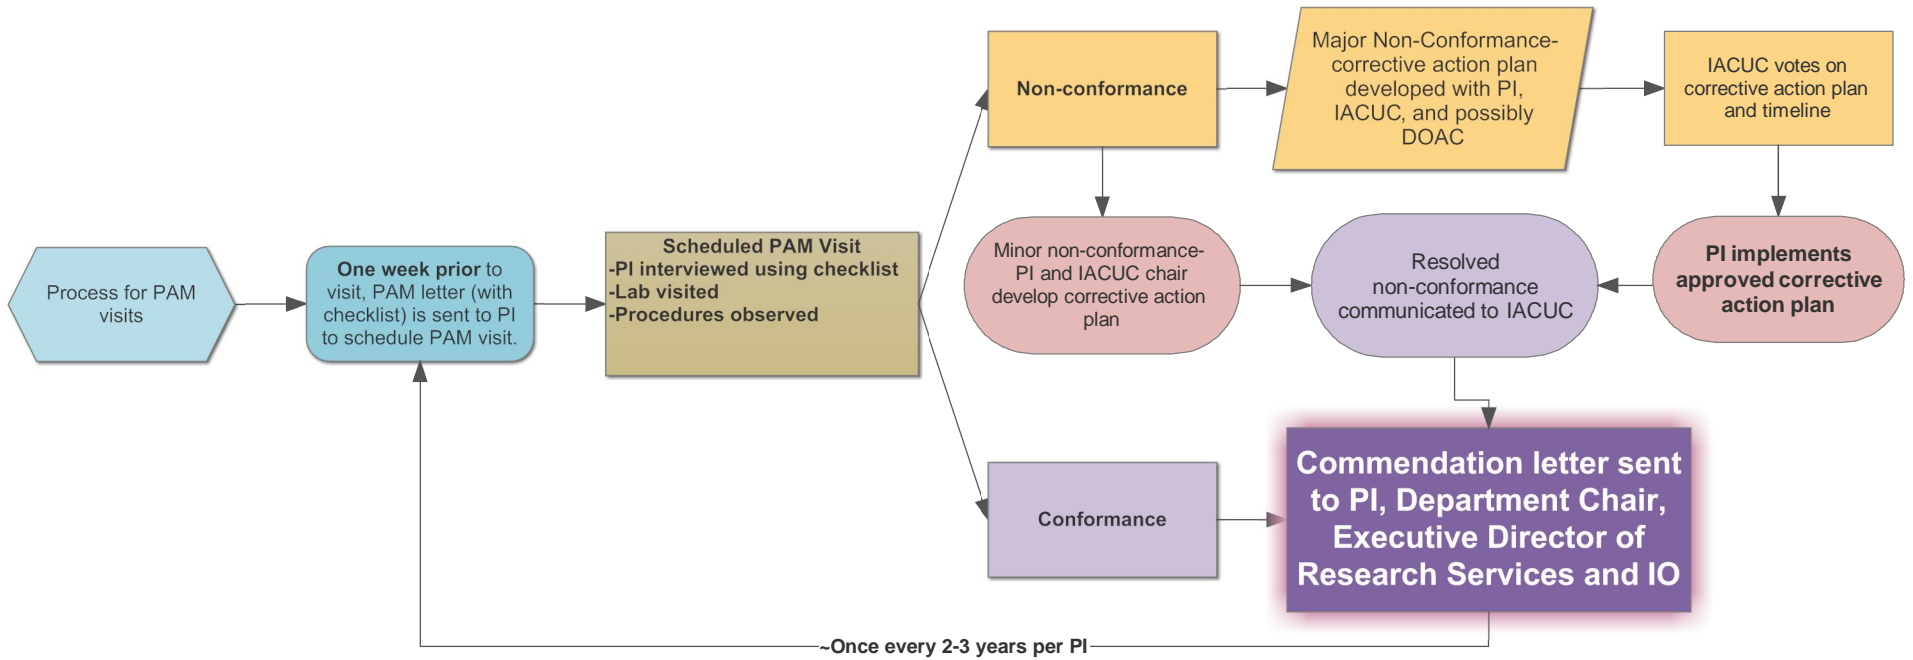 Process for PAM
visits
One week prior to
visit, PAM letter (with
checklist) is sent to PI
to schedule PAM visit.
Scheduled PAM Visit
-PI interviewed using checklist
-Lab visited
-Procedures observed
Non-conformance
Major Non-Conformance-
corrective action plan
developed with PI,
IACUC, and possibly
DOAC
IACUC votes on
corrective action plan
and timeline
Minor non-conformance-
PI and IACUC chair
develop corrective action
plan
Resolved
non-conformance
communicated to IACUC
PI implements
approved corrective
action plan
Conformance
Commendation letter sent
to PI, Department Chair,
Executive Director of
Research Services and IO
~Once every 2-3 years per PI